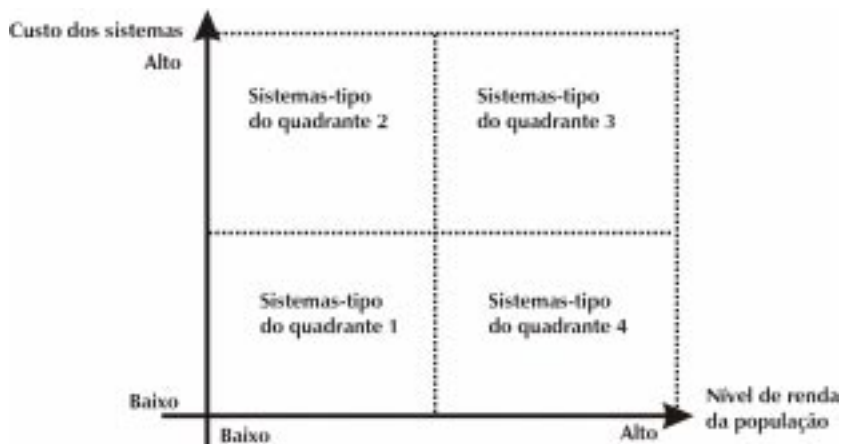 Custo dos sistemas
Alto
Sistemas-tipo
do quadrante 2
Sistemas-tipo
do quadrante 3
Sistemas-tipo
do quadrante 1
Sistemas-tipo
do quadrante 4
Baixo
Baixo
Alto
Nível de renda
da população